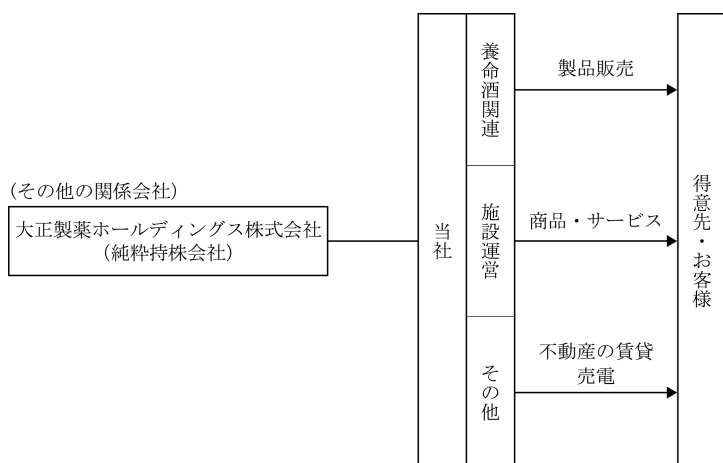 (その他の関係会社)
大正製薬ホールディングス株式会社
(純粋持株会社)
当社
養命酒関連
製品販売
施設運営
商品・サービス
その他
不動産の賃貸
売電
得意先・お客様